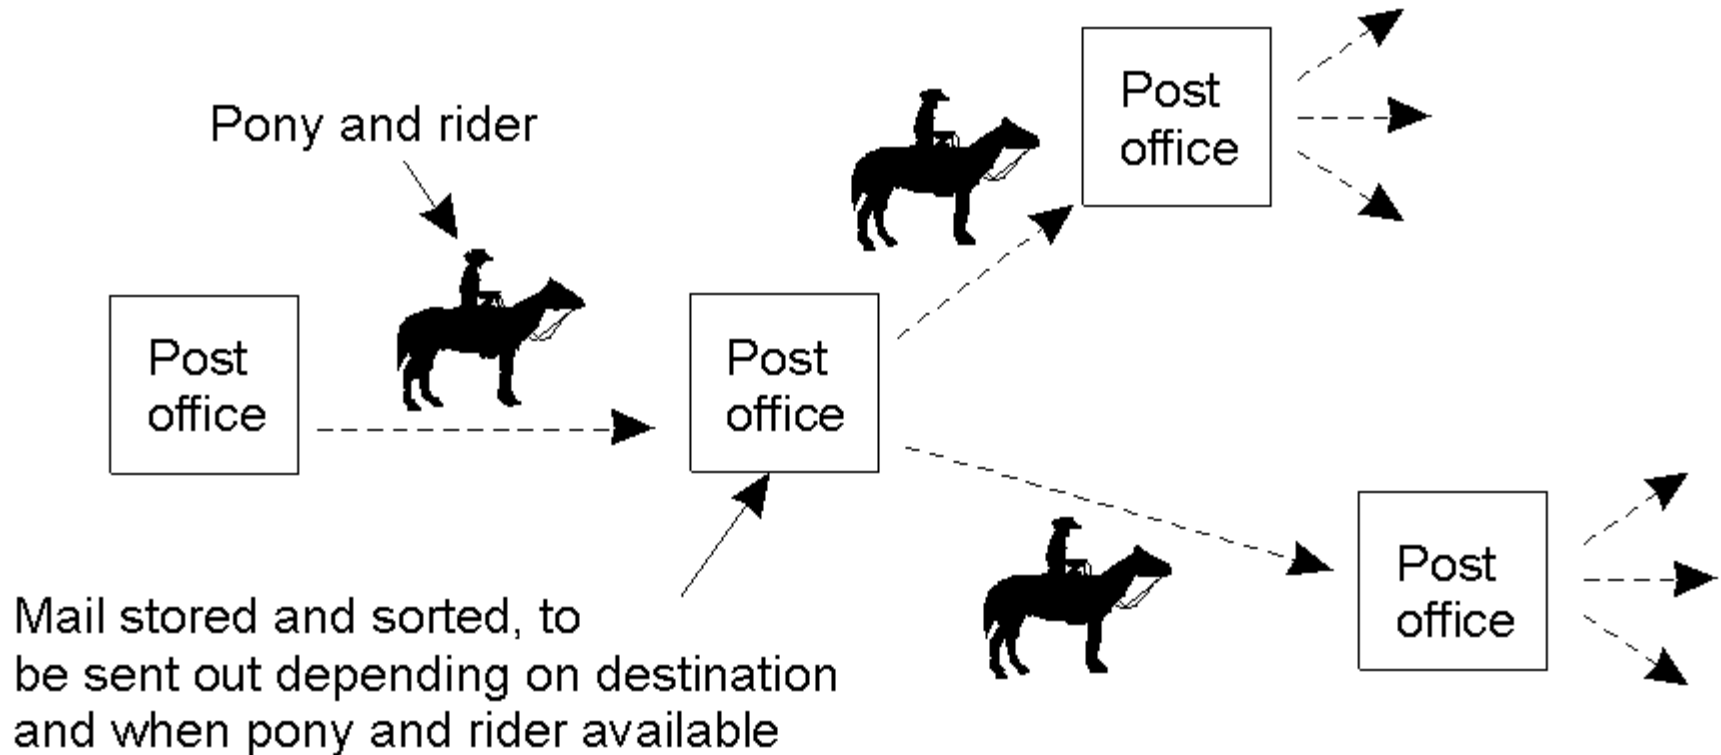 Pony and rider
Post
office
Post
office
Post
office
Post
office
Mail stored and sorted, to
be sent out depending on destination
and when pony and rider available